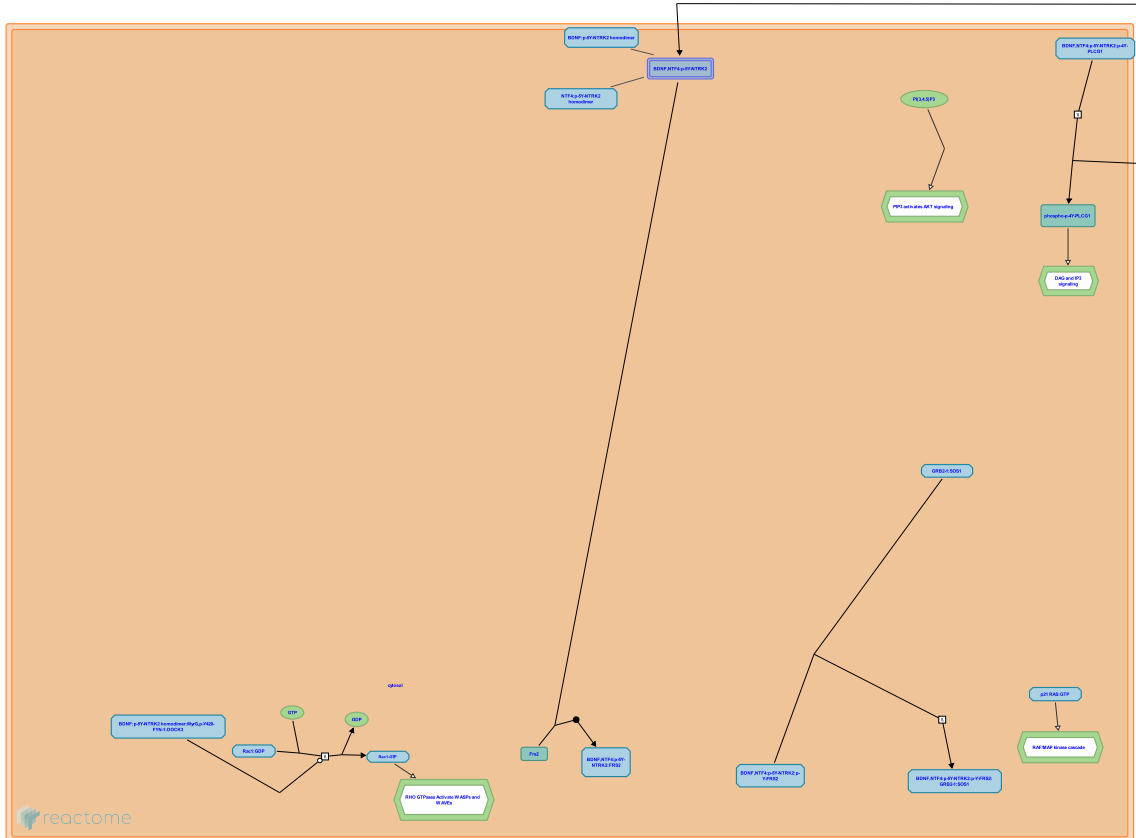 BDNF: p-5Y-NTRK2 homodimer
BDNF,NTF4:p-5Y-NTRK2
NTF4:p-5Y-NTRK2
homodimer
BDNF,NTF4:p-5Y-NTRK2:p-4Y-
PLCG1
PI(3,4,5)P3
PIP3 activates AKT signaling
phospho-p-4Y-PLCG1
DAG and IP3
signaling
GRB2-1:SOS1
cytosol
BDNF: p-5Y-NTRK2 homodimer:MyrG,p-Y420-
FYN-1:DOCK3
GTP
GDP
Rac1:GDP
Rac1-GTP
RHO GTPases Activate WASPs and
WAVEs
Frs2
BDNF,NTF4:p-5Y-
NTRK2:FRS2
BDNF,NTF4:p-5Y-NTRK2:p-
Y-FRS2
BDNF,NTF4:p-5Y-NTRK2:p-Y-FRS2:
GRB2-1:SOS1
p21 RAS:GTP
RAF/MAP kinase cascade
reactome